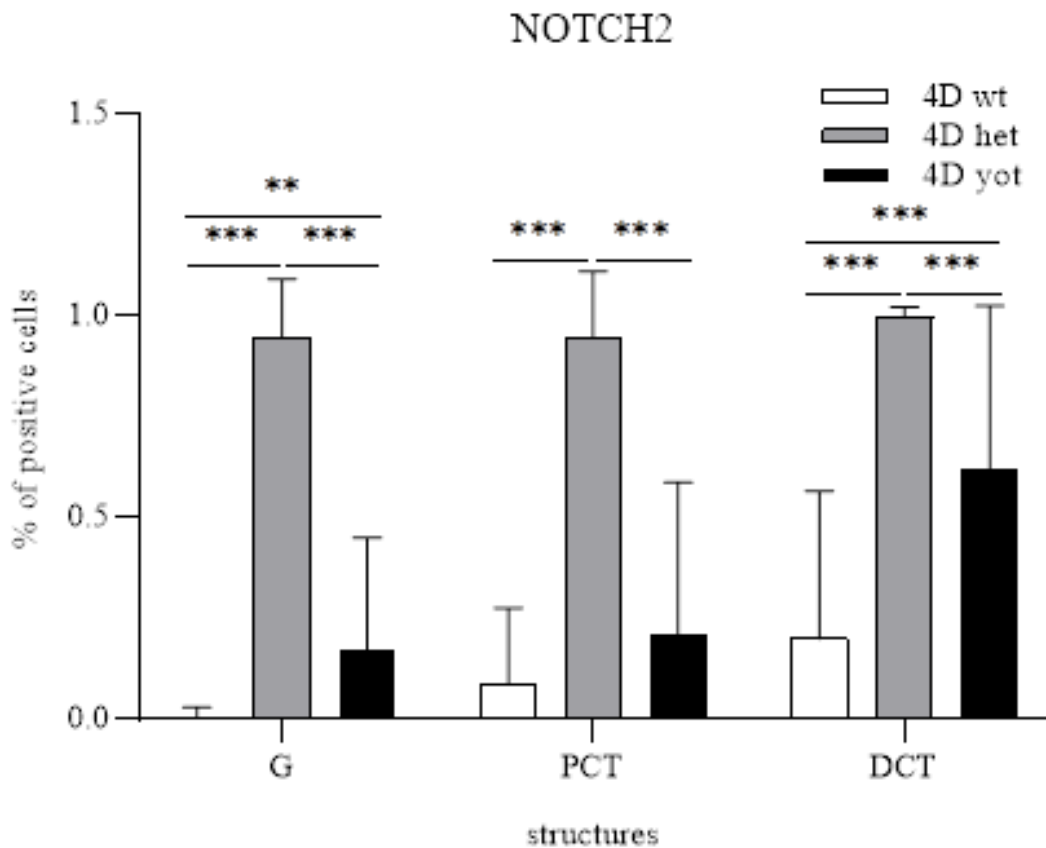 NOTCH2
4D wt
4D het
4D yot
% of positive cells
1.5
1.0
0.5
0.0
**
*** ***
*** ***
***
*** ***
G PCT DCT
structures